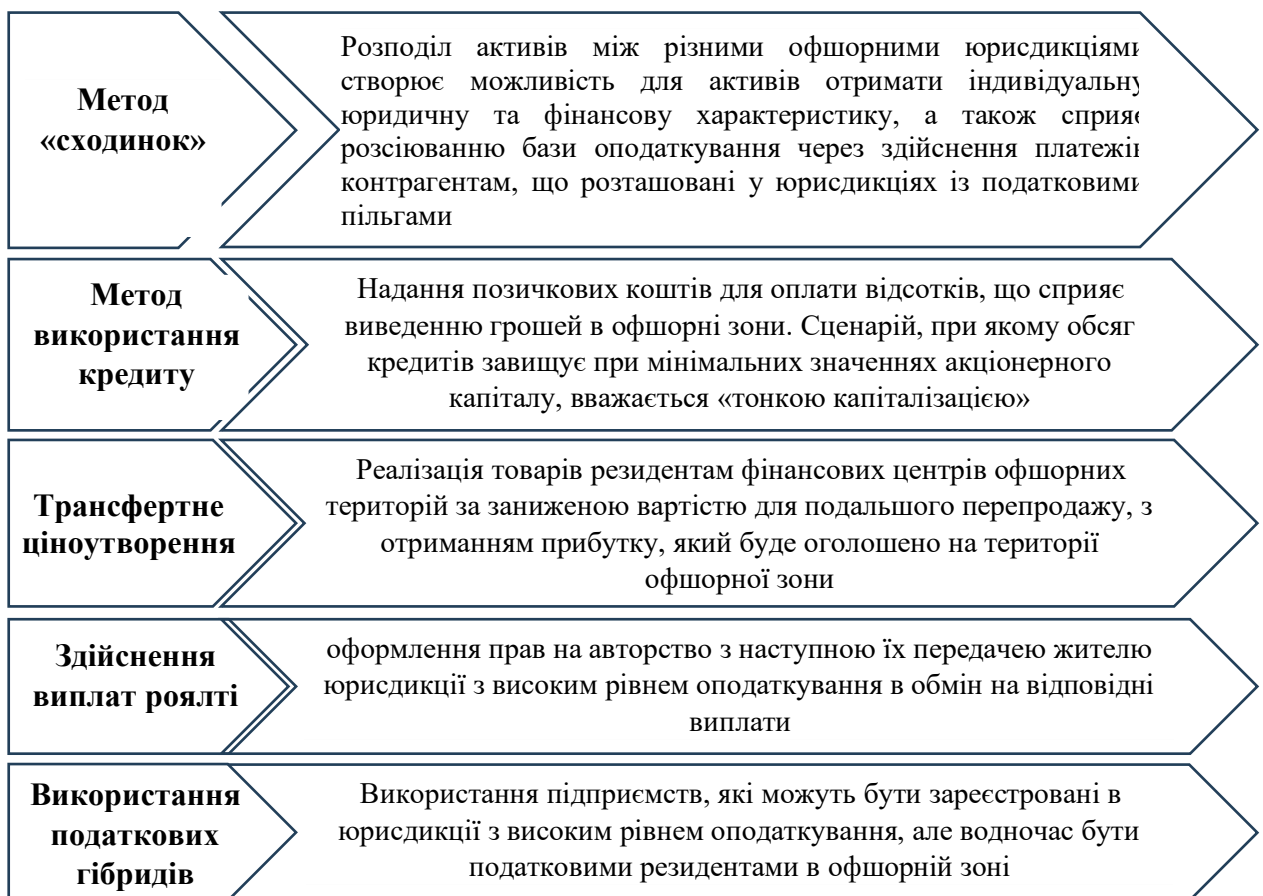 Метод
«сходинок»
Розподіл активів між різними офшорними юрисдикціями
створює можливість для активів отримати індивідуальну
юридичну та фінансову характеристику, а також сприяє
розсіюванню бази оподаткування через здійснення платежів
контрагентам, що розташовані у юрисдикціях із податковими
пільгами
Метод
використання
кредиту
Надання позичкових коштів для оплати відсотків, що сприяє
виведенню грошей в офшорні зони. Сценарій, при якому обсяг
кредитів завищує при мінімальних значеннях акціонерного
капіталу, вважається «тонкою капіталізацією»
Трансфертне
ціноутворення
Реалізація товарів резидентам фінансових центрів офшорних
територій за заниженою вартістю для подальшого перепродажу, з
отриманням прибутку, який буде оголошено на території
офшорної зони
Здійснення
виплат роялті
оформлення прав на авторство з наступною їх передачею жителю
юрисдикції з високим рівнем оподаткування в обмін на відповідні
виплати
Використання
податкових
гібридів
Використання підприємств, які можуть бути зареєстровані в
юрисдикції з високим рівнем оподаткування, але водночас бути
податковими резидентами в офшорній зоні